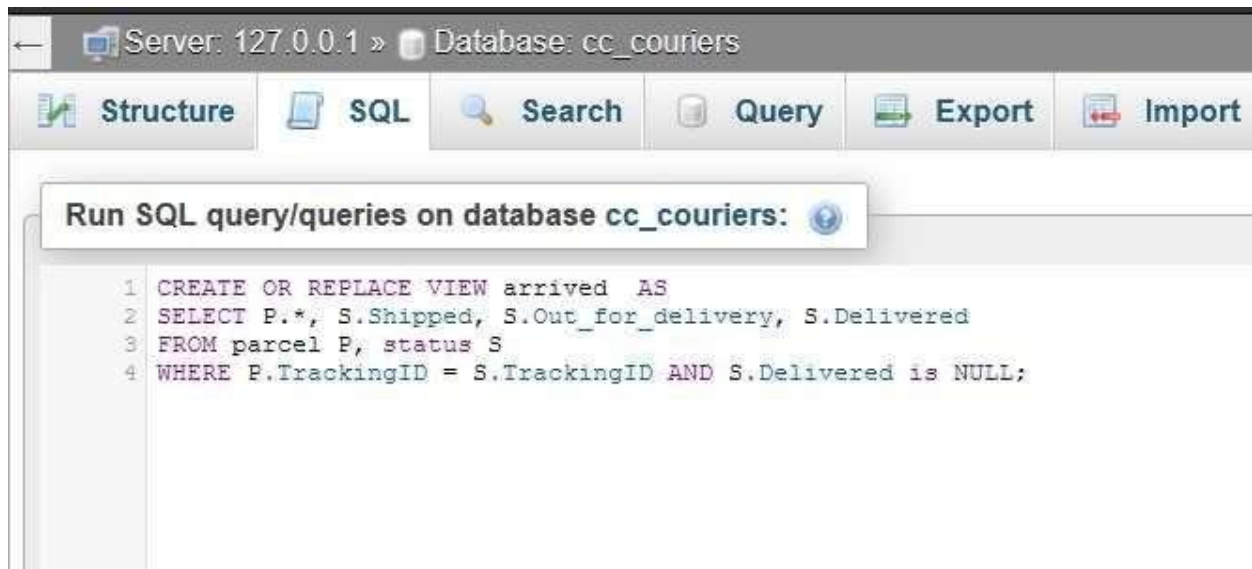 ← Server: 127.0.0.1 » Database: cc_couriers
Structure SQL Search Query Export Import
Run SQL query/queries on database cc_couriers:
1 CREATE OR REPLACE VIEW arrived  AS
2 SELECT P.*, S.Shipped, S.Out_for_delivery, S.Delivered
3 FROM parcel P, status S
4 WHERE P.TrackingID = S.TrackingID AND S.Delivered is NULL;